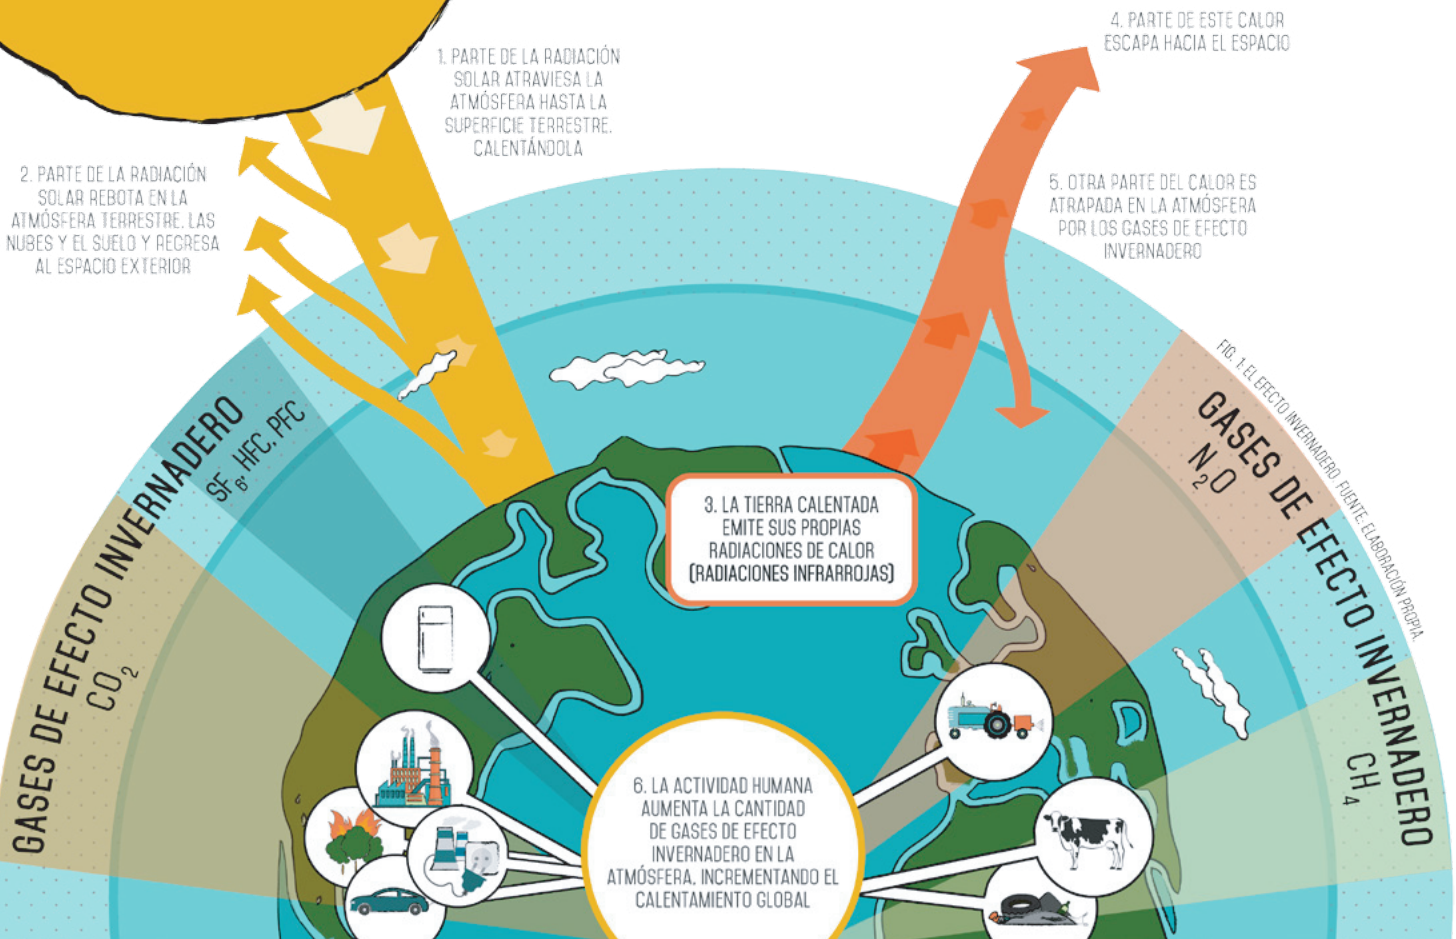 1. PARTE DE LA RADIACIÓN
SOLAR ATRAVIESA LA
ATMÓSFERA HASTA LA
SUPERFICIE TERRESTRE,
CALENTÁNDOLA
2. PARTE DE LA RADIACIÓN
SOLAR REBOTA EN LA
ATMÓSFERA TERRESTRE, LAS
NUBES Y EL SUELO Y REGRESA
AL ESPACIO EXTERIOR
3. LA TIERRA CALENTADA
EMITE SUS PROPIAS
RADIACIONES DE CALOR
(RADIACIONES INFRARROJAS)
4. PARTE DE ESTE CALOR
ESCAPA HACIA EL ESPACIO
5. OTRA PARTE DEL CALOR ES
ATRAPADA EN LA ATMÓSFERA
POR LOS GASES DE EFECTO
INVERNADERO
6. LA ACTIVIDAD HUMANA
AUMENTA LA CANTIDAD
DE GASES DE EFECTO
INVERNADERO EN LA
ATMÓSFERA, INCREMENTANDO EL
CALENTAMIENTO GLOBAL
GASES DE EFECTO INVERNADERO
CO₂
SF₆, HFC, PFC
GASES DE EFECTO INVERNADERO
N₂O
CH₄
FIG. 1: EL EFECTO INVERNADERO. FUENTE: ELABORACIÓN PROPIA.